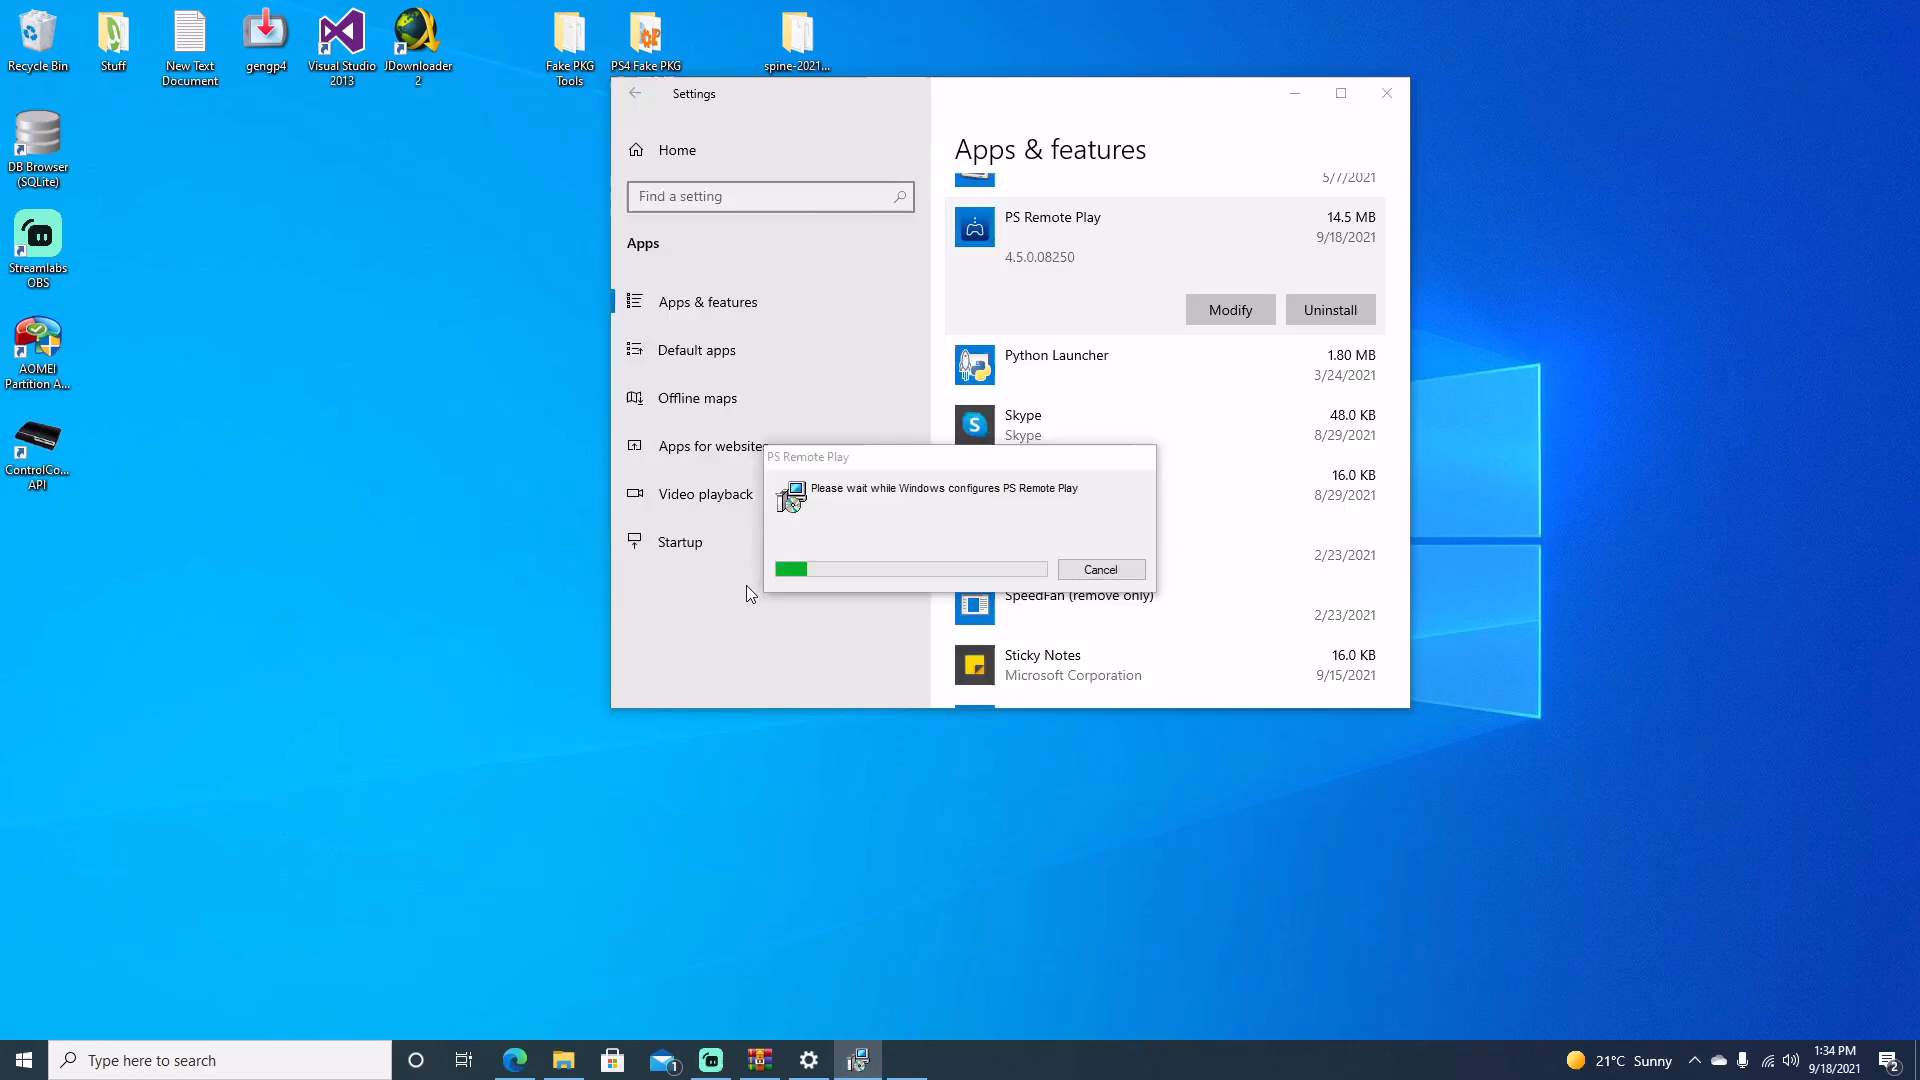 Recycle Bin
Stuff
New Text
Document
gengp4
Visual Studio
2013
JDownloader
2
Fake PKG
Tools
PS4 Fake PKG
spine-2021...
DB Browser
(SQLite)
Streamlabs
OBS
AOMEI
Partition A...
ControlCo...
API
Settings
Home
Find a setting
Apps
Apps & features
Default apps
Offline maps
Apps for website
Video playback
Startup
Apps & features
5/7/2021
PS Remote Play
14.5 MB
9/18/2021
4.5.0.08250
Modify
Uninstall
Python Launcher
1.80 MB
3/24/2021
Skype
48.0 KB
Skype
8/29/2021
16.0 KB
8/29/2021
2/23/2021
SpeedFan (remove only)
2/23/2021
Sticky Notes
16.0 KB
Microsoft Corporation
9/15/2021
PS Remote Play
Please wait while Windows configures PS Remote Play
Cancel
Type here to search
1
21°C Sunny
1:34 PM
9/18/2021
2